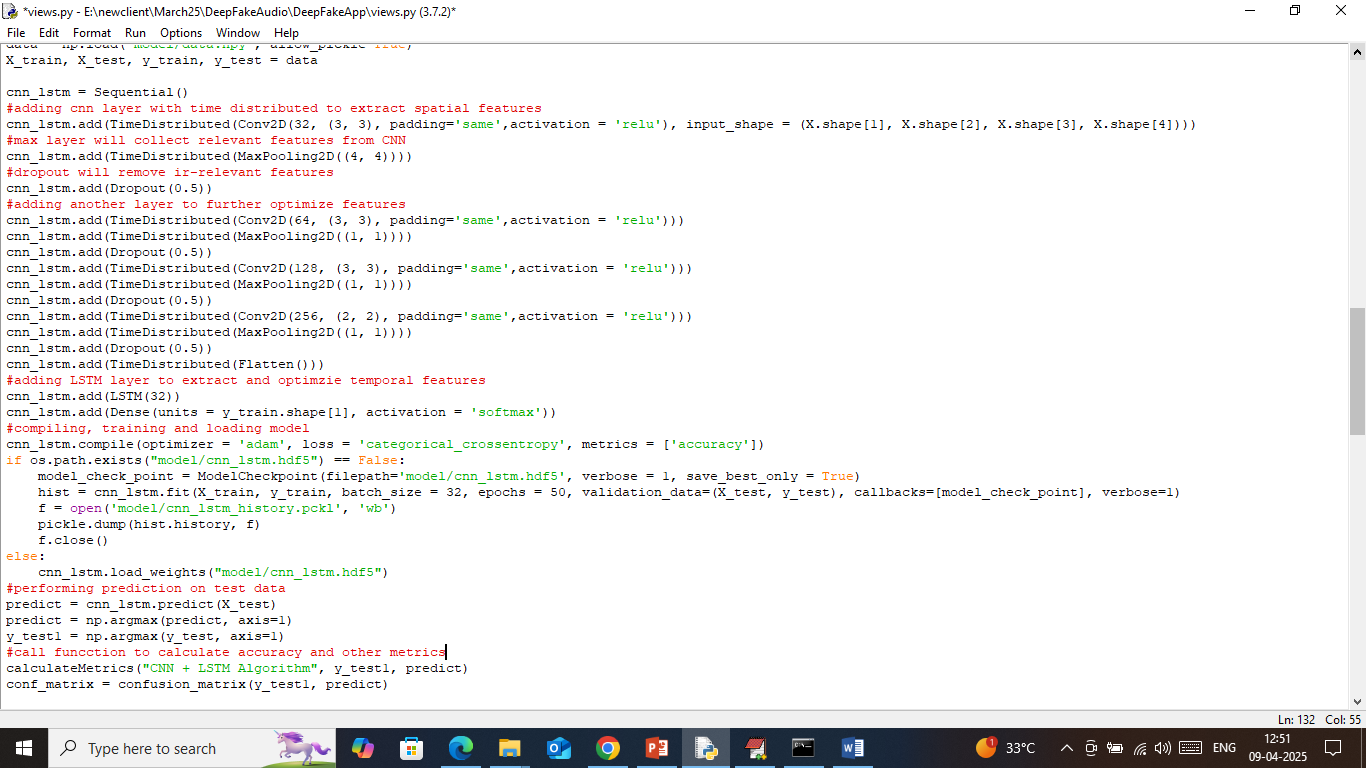 *views.py - E:\newclient\March25\DeepFakeAudio\DeepFakeApp\views.py (3.7.2)*
File Edit Format Run Options Window Help
data = np.load("model/data.npy", allow_pickle=True)
X_train, X_test, y_train, y_test = data
cnn_lstm = Sequential()
#adding cnn layer with time distributed to extract spatial features
cnn_lstm.add(TimeDistributed(Conv2D(32, (3, 3), padding='same',activation = 'relu'), input_shape = (X.shape[1], X.shape[2], X.shape[3], X.shape[4])))
#max layer will collect relevant features from CNN
cnn_lstm.add(TimeDistributed(MaxPooling2D((4, 4))))
#dropout will remove ir-relevant features
cnn_lstm.add(Dropout(0.5))
#adding another layer to further optimize features
cnn_lstm.add(TimeDistributed(Conv2D(64, (3, 3), padding='same',activation = 'relu')))
cnn_lstm.add(TimeDistributed(MaxPooling2D((1, 1))))
cnn_lstm.add(Dropout(0.5))
cnn_lstm.add(TimeDistributed(Conv2D(128, (3, 3), padding='same',activation = 'relu')))
cnn_lstm.add(TimeDistributed(MaxPooling2D((1, 1))))
cnn_lstm.add(Dropout(0.5))
cnn_lstm.add(TimeDistributed(Conv2D(256, (2, 2), padding='same',activation = 'relu')))
cnn_lstm.add(TimeDistributed(MaxPooling2D((1, 1))))
cnn_lstm.add(Dropout(0.5))
cnn_lstm.add(TimeDistributed(Flatten()))
#adding LSTM layer to extract and optimzie temporal features
cnn_lstm.add(LSTM(32))
cnn_lstm.add(Dense(units = y_train.shape[1], activation = 'softmax'))
#compiling, training and loading model
cnn_lstm.compile(optimizer = 'adam', loss = 'categorical_crossentropy', metrics = ['accuracy'])
if os.path.exists("model/cnn_lstm.hdf5") == False:
model_check_point = ModelCheckpoint(filepath='model/cnn_lstm.hdf5', verbose = 1, save_best_only = True)
hist = cnn_lstm.fit(X_train, y_train, batch_size = 32, epochs = 50, validation_data=(X_test, y_test), callbacks=[model_check_point], verbose=1)
f = open('model/cnn_lstm_history.pckl', 'wb')
pickle.dump(hist.history, f)
f.close()
else:
cnn_lstm.load_weights("model/cnn_lstm.hdf5")
#performing prediction on test data
predict = cnn_lstm.predict(X_test)
predict = np.argmax(predict, axis=1)
y_test1 = np.argmax(y_test, axis=1)
#call funcction to calculate accuracy and other metrics
calculateMetrics("CNN + LSTM Algorithm", y_test1, predict)
conf_matrix = confusion_matrix(y_test1, predict)
Ln: 132 Col: 55
Type here to search
1 33°C ENG 12:51
09-04-2025